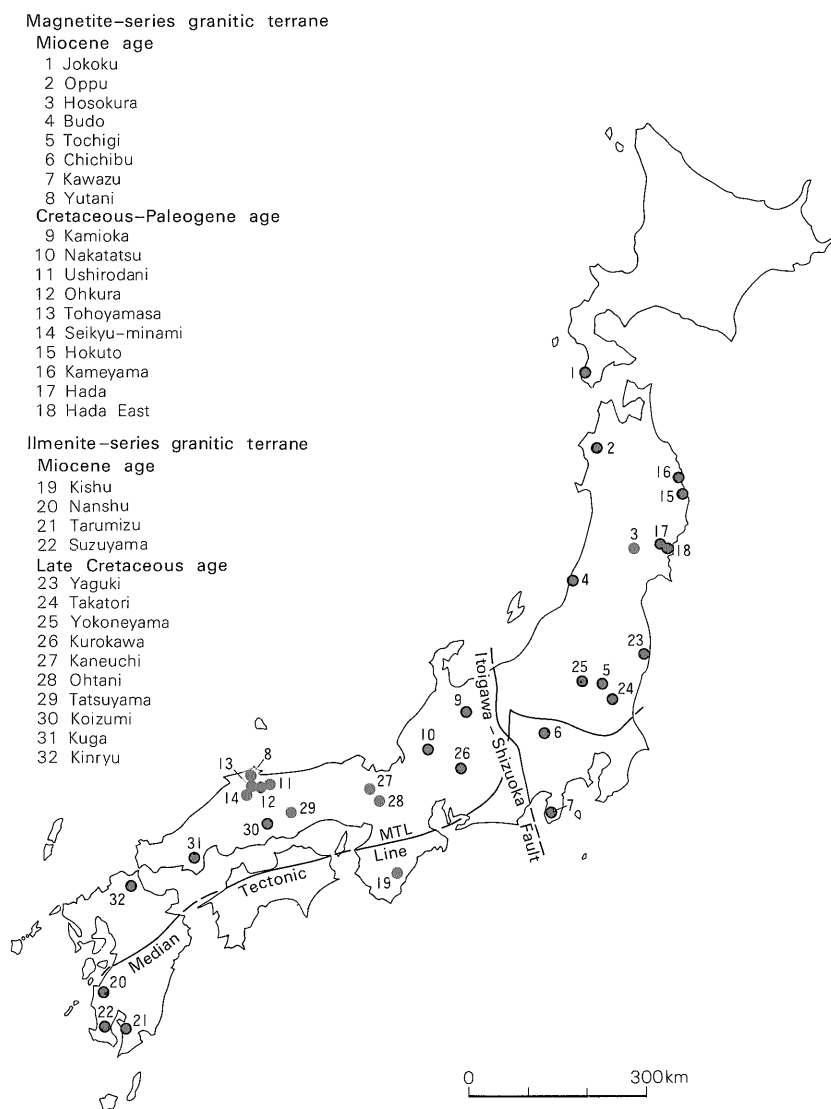 Magnetite-series granitic terrane
Miocene age
1 Jokoku
2 Oppu
3 Hosokura
4 Budo
5 Tochigi
6 Chichibu
7 Kawazu
8 Yutani
Cretaceous-Paleogene age
9 Kamioka
10 Nakatatsu
11 Ushirodani
12 Ohkura
13 Tohoyamasa
14 Seikyu-minami
15 Hokuto
16 Kameyama
17 Hada
18 Hada East
Ilmenite-series granitic terrane
Miocene age
19 Kishu
20 Nanshu
21 Tarumizu
22 Suzuyama
Late Cretaceous age
23 Yaguki
24 Takatori
25 Yokoneyama
26 Kurokawa
27 Kaneuchi
28 Ohtani
29 Tatsuyama
30 Koizumi
31 Kuga
32 Kinryu
1
2
16
15
3
17
18
4
23
25
5
24
Itoigawa - Shizuoka Fault
9
6
10
26
13
8
11
14
12
27
28
29
7
30
MTL
31
Line
19
Tectonic
32
Median
20
22
21
0
300km